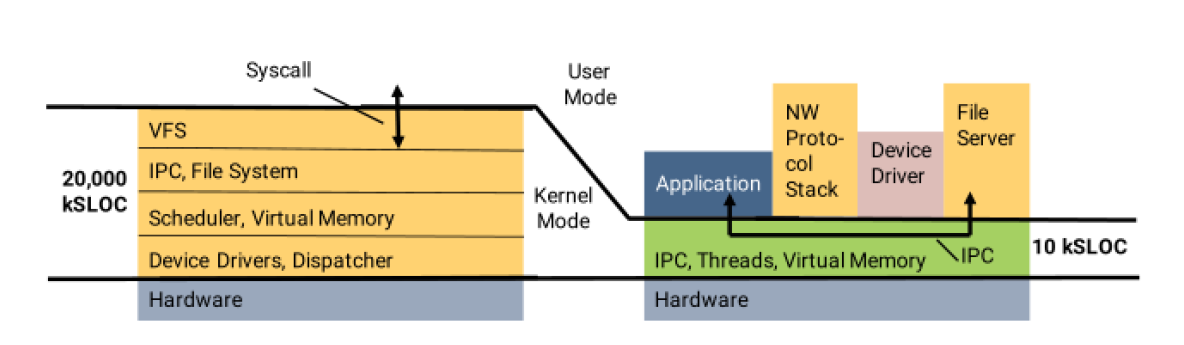 Syscall
User
Mode
VFS
IPC, File System
20,000
kSLOC
Scheduler, Virtual Memory
Device Drivers, Dispatcher
Hardware
Kernel
Mode
Application
NW
Proto-
col
Stack
Device
Driver
File
Server
IPC, Threads, Virtual Memory
IPC
10 kSLOC
Hardware